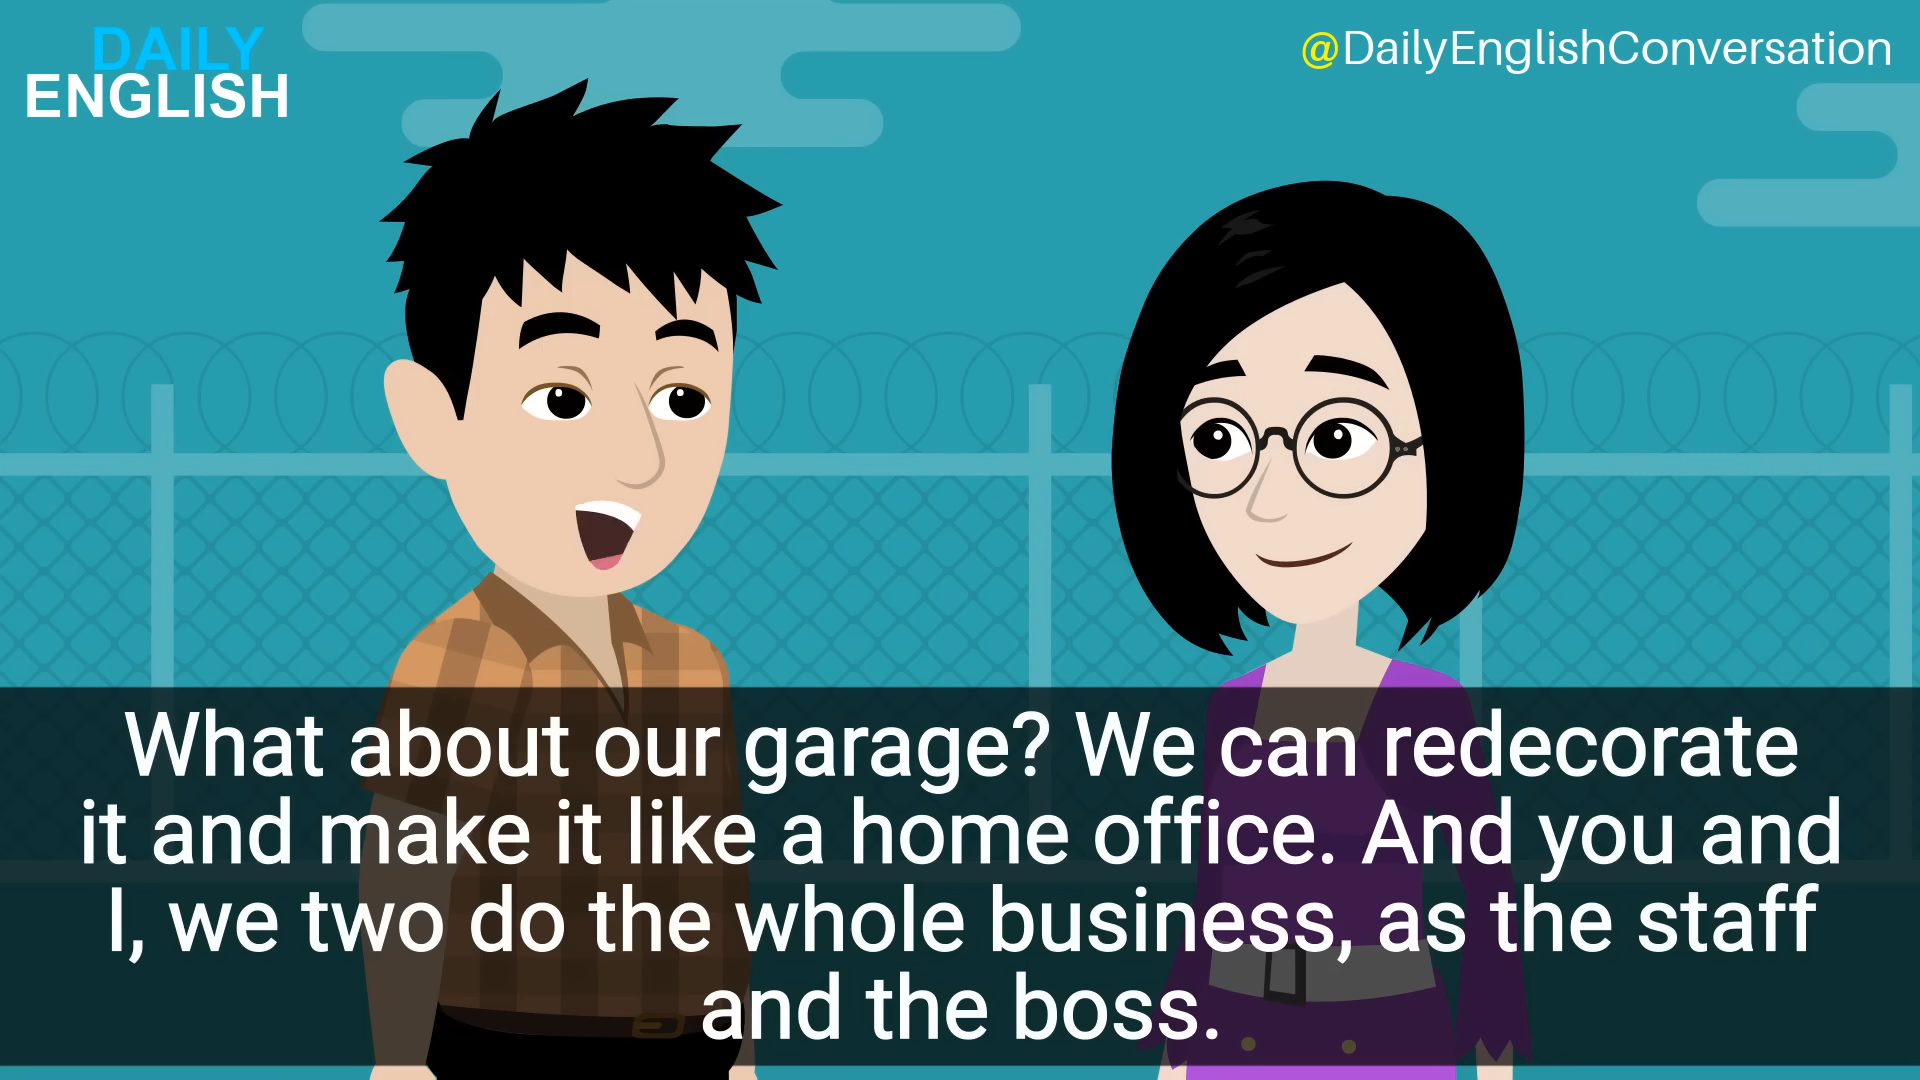 DAILY
ENGLISH
@DailyEnglishConversation
What about our garage? We can redecorate
it and make it like a home office. And you and
I, we two do the whole business, as the staff
and the boss.